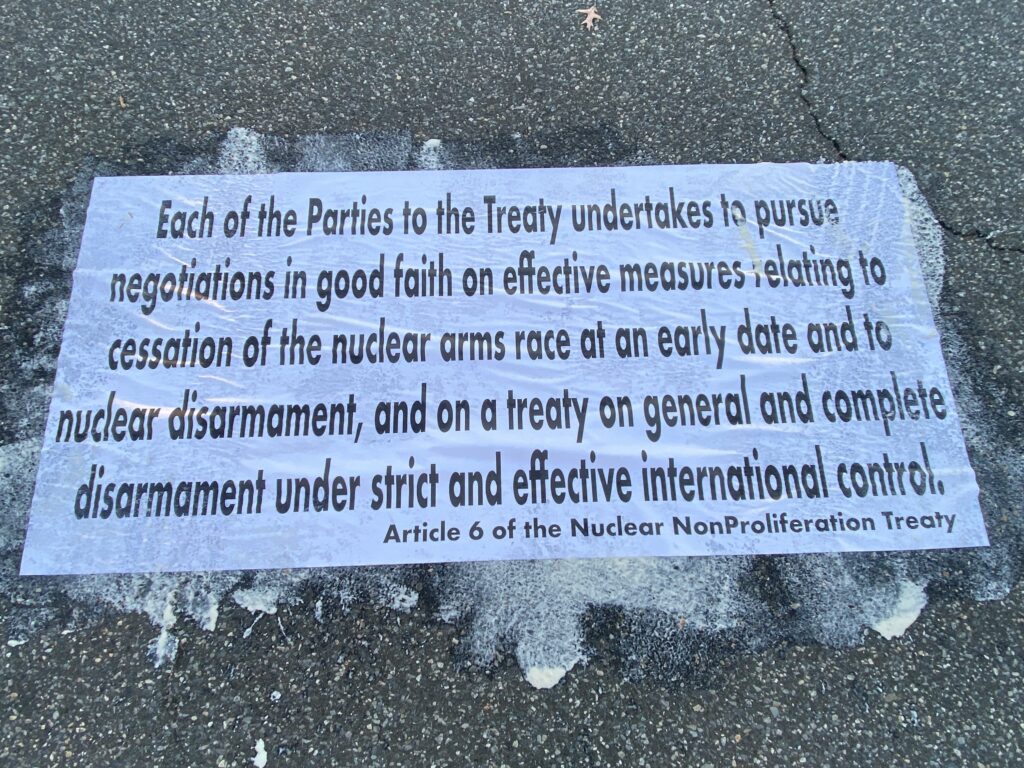 Each of the Parties to the Treaty undertakes to pursue
negotiations in good faith on effective measures relating to
cessation of the nuclear arms race at an early date and to
nuclear disarmament, and on a treaty on general and complete
disarmament under strict and effective international control.
Article 6 of the Nuclear NonProliferation Treaty